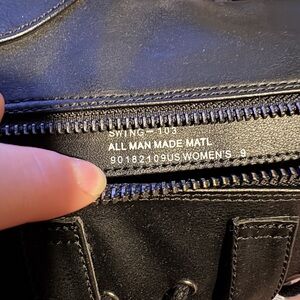 SWING-103
ALL MAN MADE MATL
90182109US WOMEN'S 9